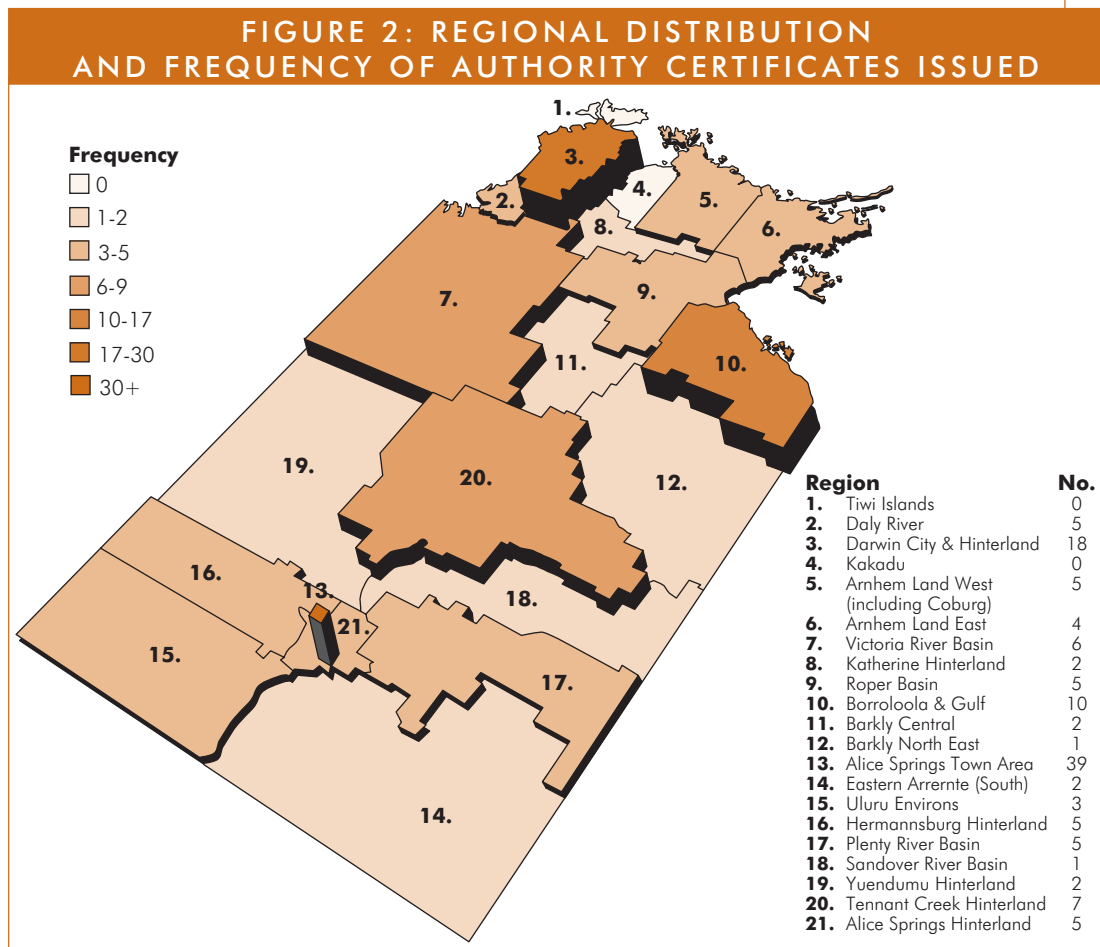 FIGURE 2: REGIONAL DISTRIBUTION
AND FREQUENCY OF AUTHORITY CERTIFICATES ISSUED
Frequency
0
1-2
3-5
6-9
10-17
17-30
30+
1.
2.
3.
4.
5.
6.
7.
8.
9.
10.
11.
12.
13.
14.
15.
16.
17.
18.
19.
20.
21.
Region No.
1. Tiwi Islands 0
2. Daly River 5
3. Darwin City & Hinterland 18
4. Kakadu 0
5. Arnhem Land West 5
(including Coburg)
6. Arnhem Land East 4
7. Victoria River Basin 6
8. Katherine Hinterland 2
9. Roper Basin 5
10. Borroloola & Gulf 10
11. Barkly Central 2
12. Barkly North East 1
13. Alice Springs Town Area 39
14. Eastern Arrernte (South) 2
15. Uluru Environs 3
16. Hermannsburg Hinterland 5
17. Plenty River Basin 5
18. Sandover River Basin 1
19. Yuendumu Hinterland 2
20. Tennant Creek Hinterland 7
21. Alice Springs Hinterland 5